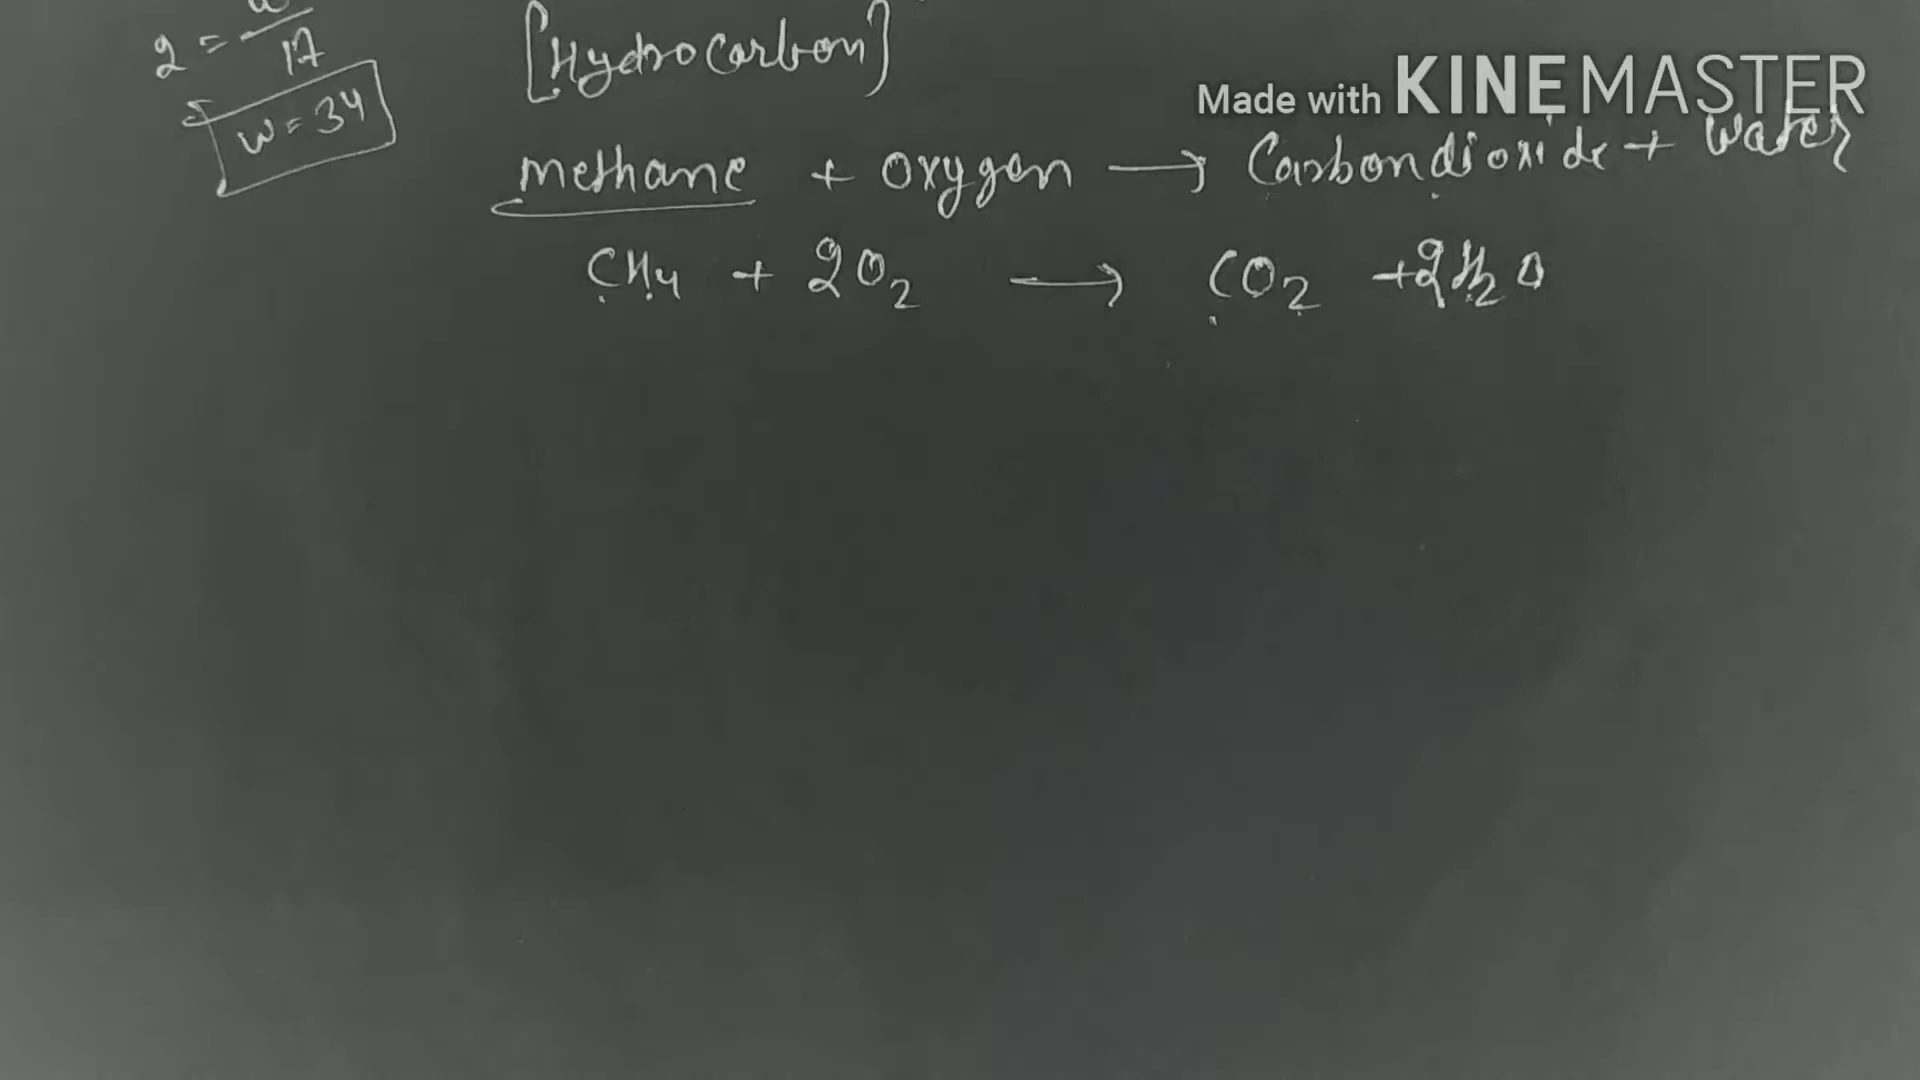 2 = w/17
w = 34
[Hydrocarbon]
Made with KINEMASTER
methane + oxygen → Carbondioxide + water
CH4 + 2O2 → CO2 + 2H2O